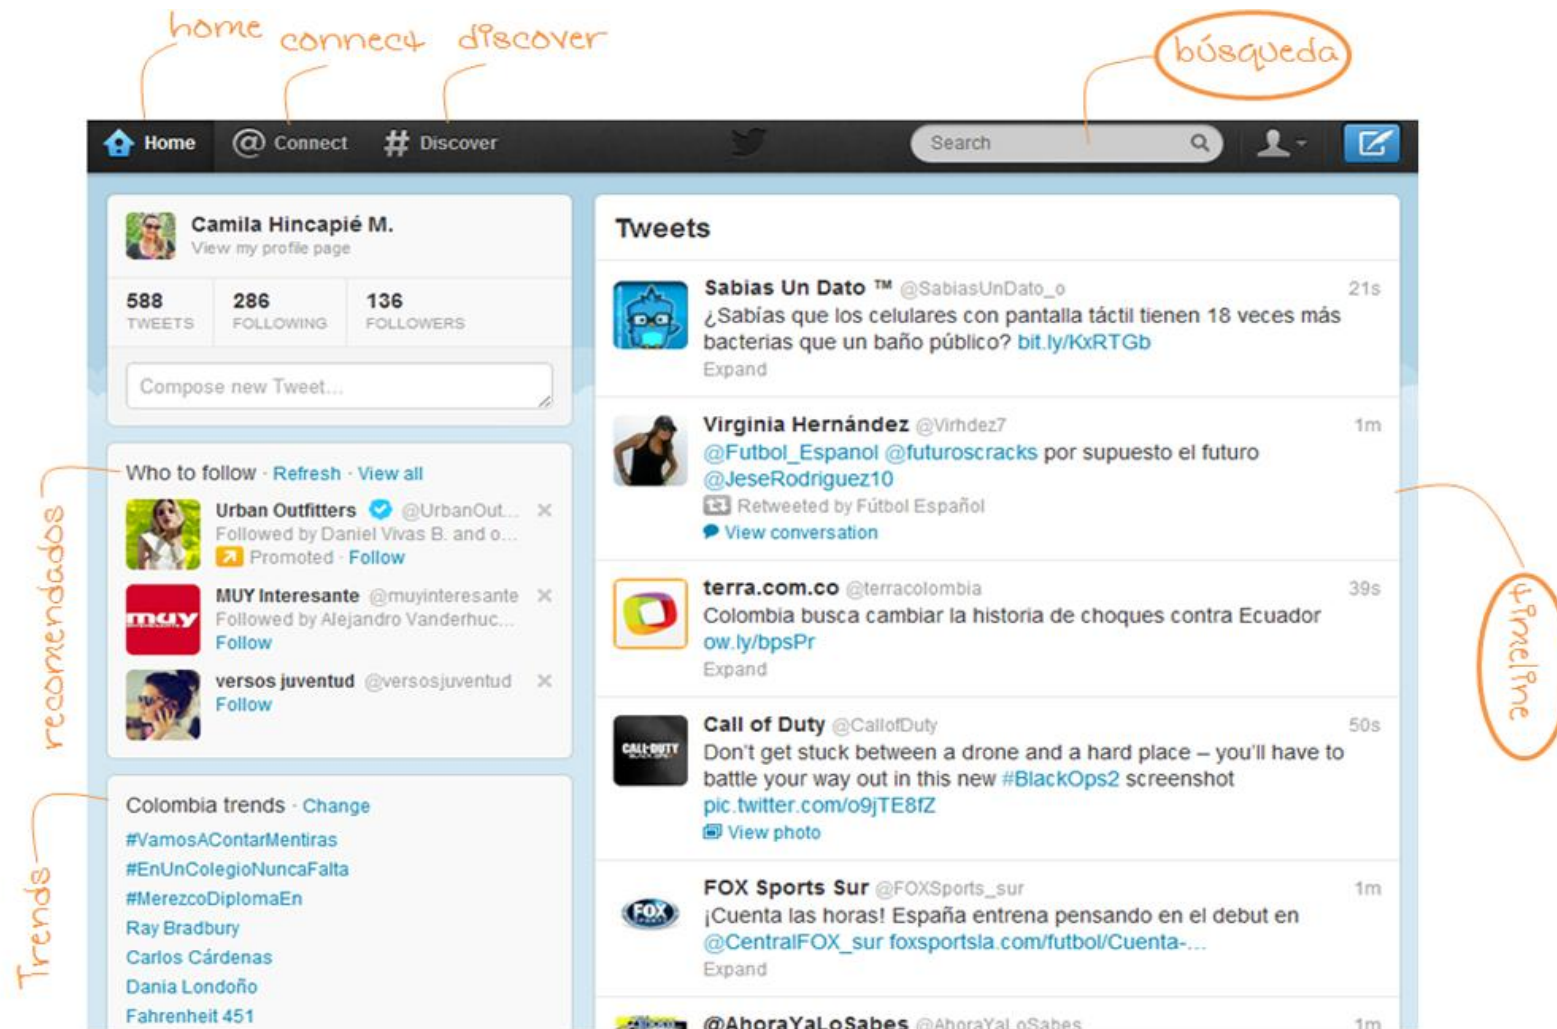 home connect discover
búsqueda
Home @ Connect # Discover
Search
Camila Hincapié M.
View my profile page
588 286 136
TWEETS FOLLOWING FOLLOWERS
Compose new Tweet...
recomendados
Who to follow · Refresh · View all
Urban Outfitters @UrbanOut...
Followed by Daniel Vivas B. and o...
Promoted · Follow
MUY Interesante @muyinteresante
muy
Followed by Alejandro Vanderhuc...
Follow
versos juventud @versosjuventud
Follow
Trends
Colombia trends · Change
#VamosAContarMentiras
#EnUnColegioNuncaFalta
#MerezcoDiplomaEn
Ray Bradbury
Carlos Cárdenas
Dania Londoño
Fahrenheit 451
Tweets
Sabias Un Dato ™ @SabiasUnDato_o 21s
¿Sabías que los celulares con pantalla táctil tienen 18 veces más
bacterias que un baño público? bit.ly/KxRTGb
Expand
Virginia Hernández @Virhdez7 1m
@Futbol_Espanol @futuroscracks por supuesto el futuro
@JeseRodriguez10
Retweeted by Fútbol Español
View conversation
terra.com.co @terracolombia 39s
Colombia busca cambiar la historia de choques contra Ecuador
ow.ly/bpsPr
Expand
Call of Duty @CallofDuty 50s
CALL·DUTY
Don't get stuck between a drone and a hard place – you'll have to
battle your way out in this new #BlackOps2 screenshot
pic.twitter.com/o9jTE8fZ
View photo
FOX Sports Sur @FOXSports_sur 1m
FOX
¡Cuenta las horas! España entrena pensando en el debut en
@CentralFOX_sur foxsportsla.com/futbol/Cuenta-...
Expand
@AhoraYaLoSabes @AhoraYaLoSabes 1m
timeline